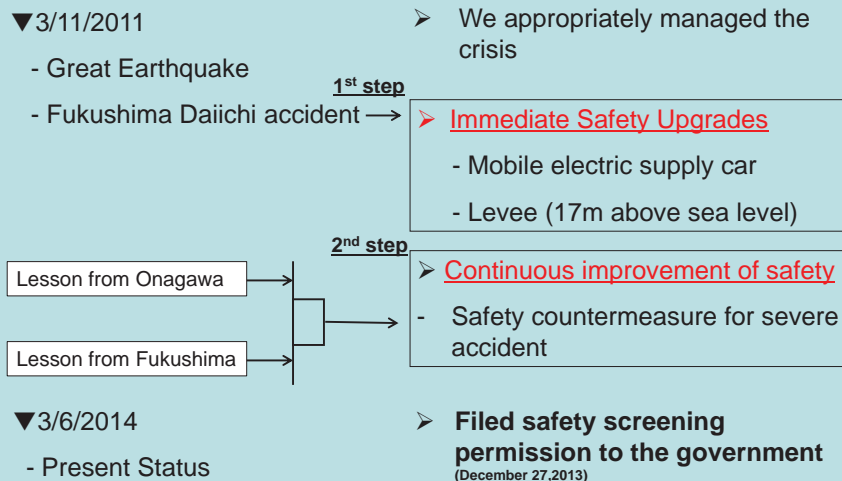 ▼3/11/2011
- Great Earthquake
- Fukushima Daiichi accident
➢ We appropriately managed the
crisis
1st step
➢ Immediate Safety Upgrades
- Mobile electric supply car
- Levee (17m above sea level)
2nd step
Lesson from Onagawa
Lesson from Fukushima
➢ Continuous improvement of safety
- Safety countermeasure for severe
accident
▼3/6/2014
- Present Status
➢ Filed safety screening
permission to the government
(December 27,2013)